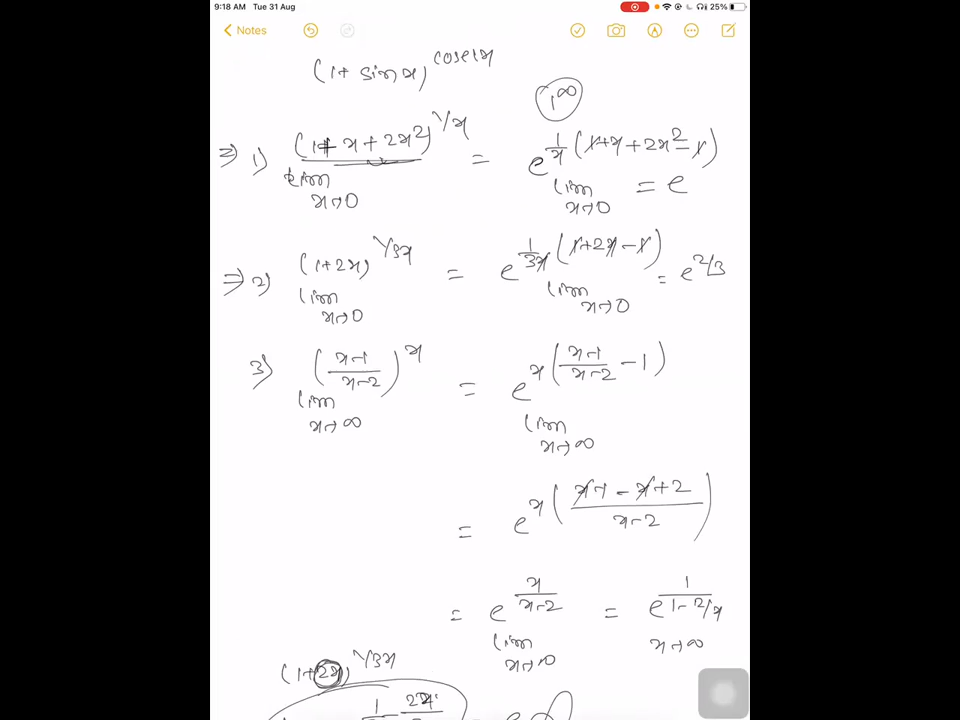 9:18 AM Tue 31 Aug 25%
Notes
(1 + sin x)^cosec x
1^∞
⇒ 1) (1 + x + 2x²)^1/x = e^1/x (1+x+2x²-1)
lim x→0 lim x→0 = e
⇒ 2) (1+2x)^1/3x = e^1/3x (1+2x-1) = e^2/3
lim x→0 lim x→0
3) (x-1/x-2)^x = e^x(x-1/x-2 - 1)
lim x→∞ lim x→∞
= e^x(x-1-x+2/x-2)
= e^x/x-2 = e^1/1-2/x
lim x→∞ x→∞
(1+2x)^1/3x